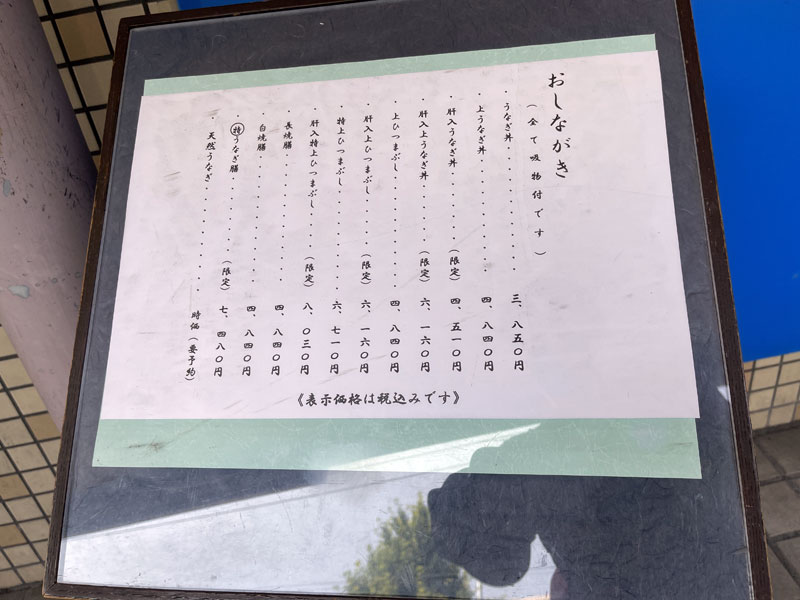 おしながき
(全て吸物付です)
・うなぎ丼・・・・・・・・・・三、八五〇円
・上うなぎ丼・・・・・・・・・四、八四〇円
・肝入うなぎ丼・・・・・(限定)四、五一〇円
・肝入上うなぎ丼・・・・(限定)六、一六〇円
・上ひつまぶし・・・・・・・・四、八四〇円
・肝入上ひつまぶし・・・(限定)六、一六〇円
・特上ひつまぶし・・・・・・・六、七一〇円
・肝入特上ひつまぶし・・(限定)八、〇三〇円
・長焼膳・・・・・・・・・・・四、八四〇円
・白焼膳・・・・・・・・・・・四、八四〇円
・㊕うなぎ膳・・・・・・(限定)七、四八〇円
・天然うなぎ・・・・・・・・・時価(要予約)
《表示価格は税込みです》